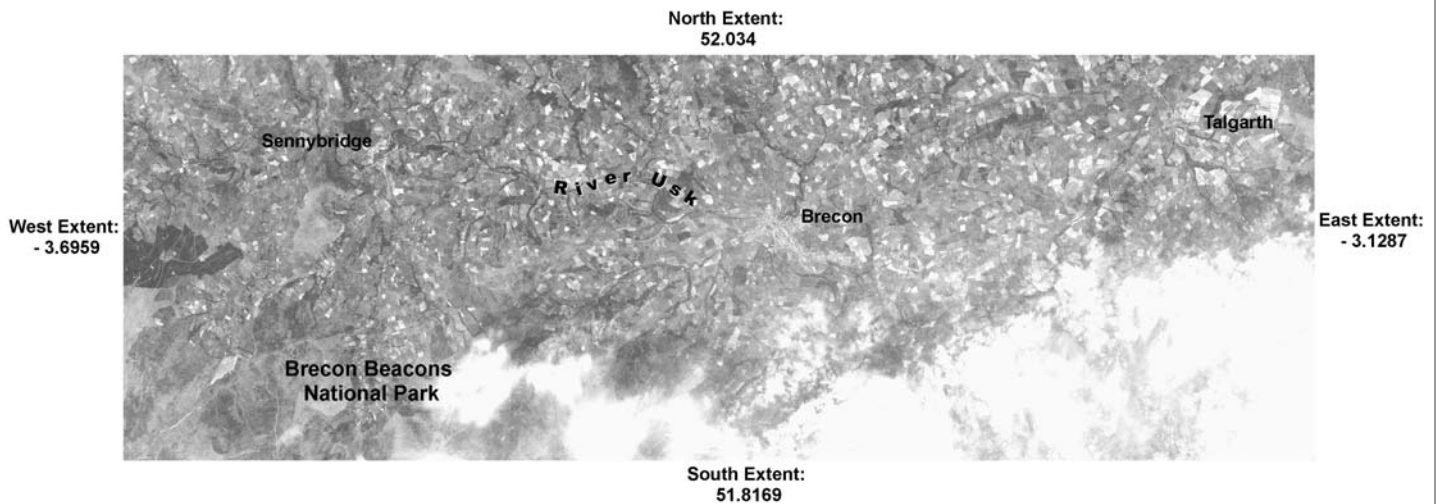 North Extent:
52.034
Sennybridge
Talgarth
River Usk
Brecon
West Extent:
- 3.6959
East Extent:
- 3.1287
Brecon Beacons
National Park
South Extent:
51.8169